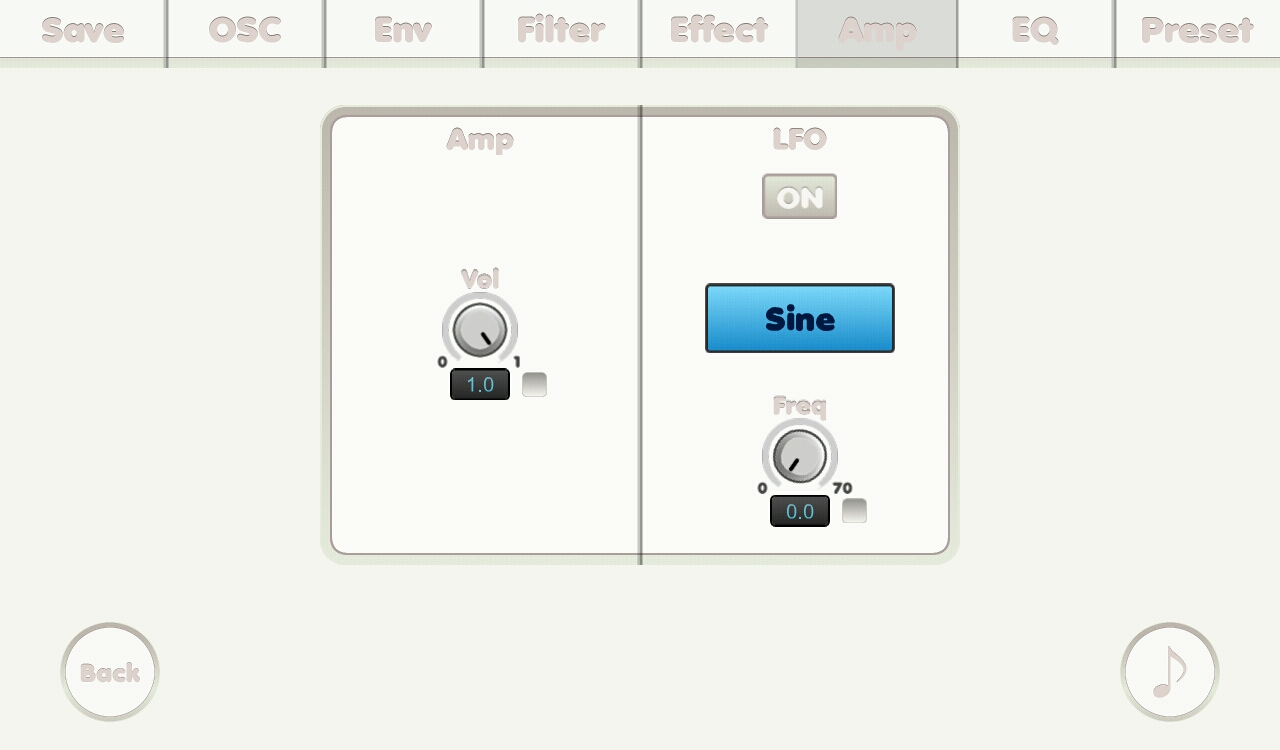 Save OSC Env Filter Effect Amp EQ Preset
Amp
LFO
ON
Vol
0 1
1.0
Sine
Freq
0 70
0.0
Back